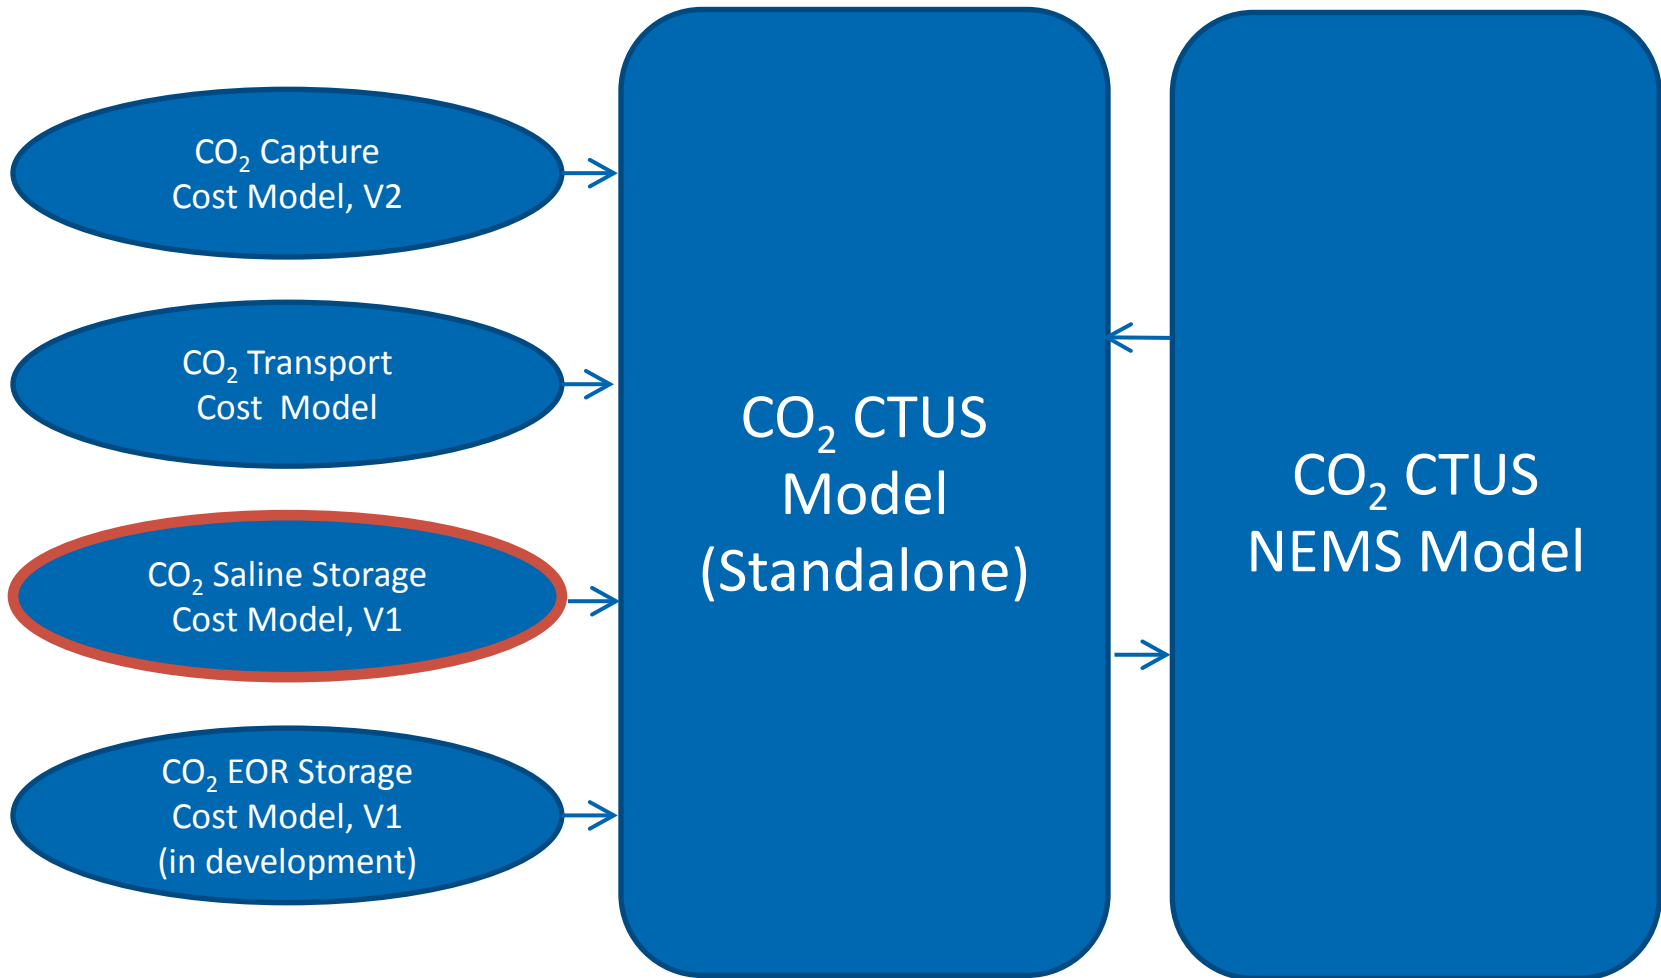 CO₂ Capture
Cost Model, V2
CO₂ Transport
Cost Model
CO₂ Saline Storage
Cost Model, V1
CO₂ EOR Storage
Cost Model, V1
(in development)
CO₂ CTUS
Model
(Standalone)
CO₂ CTUS
NEMS Model